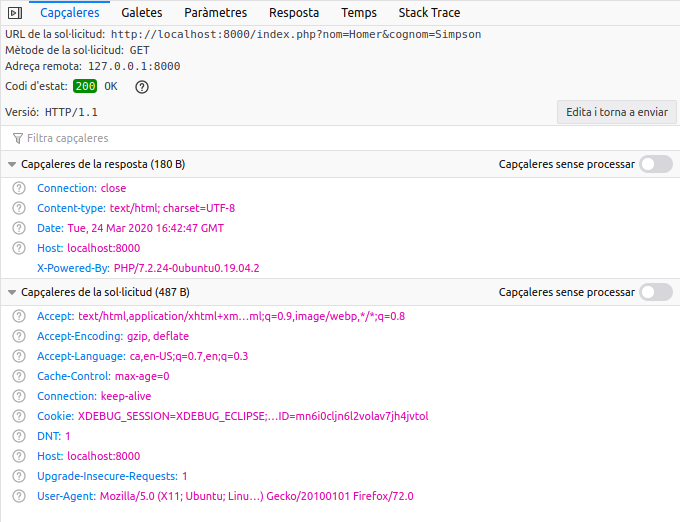 Capçaleres Galetes Paràmetres Resposta Temps Stack Trace
URL de la sol·licitud: http://localhost:8000/index.php?nom=Homer&cognom=Simpson
Mètode de la sol·licitud: GET
Adreça remota: 127.0.0.1:8000
Codi d'estat: 200 OK ?
Versió: HTTP/1.1 Edita i torna a enviar
Filtra capçaleres
Capçaleres de la resposta (180 B) Capçaleres sense processar
? Connection: close
? Content-type: text/html; charset=UTF-8
? Date: Tue, 24 Mar 2020 16:42:47 GMT
? Host: localhost:8000
X-Powered-By: PHP/7.2.24-0ubuntu0.19.04.2
Capçaleres de la sol·licitud (487 B) Capçaleres sense processar
? Accept: text/html,application/xhtml+xm…ml;q=0.9,image/webp,*/*;q=0.8
? Accept-Encoding: gzip, deflate
? Accept-Language: ca,en-US;q=0.7,en;q=0.3
? Cache-Control: max-age=0
? Connection: keep-alive
? Cookie: XDEBUG_SESSION=XDEBUG_ECLIPSE;…ID=mn6i0cljn6l2volav7jh4jvtol
? DNT: 1
? Host: localhost:8000
? Upgrade-Insecure-Requests: 1
? User-Agent: Mozilla/5.0 (X11; Ubuntu; Linu…) Gecko/20100101 Firefox/72.0